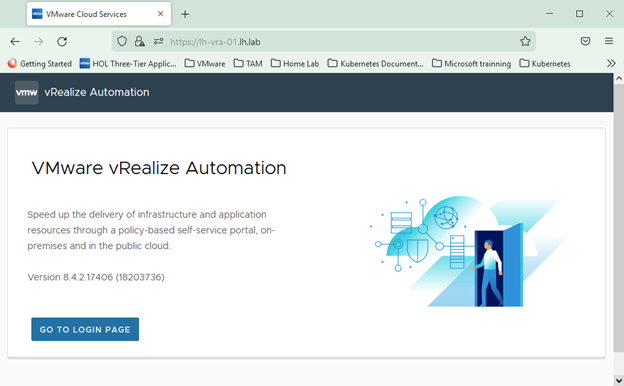 VMware Cloud Services
https://lh-vra-01.lh.lab
Getting Started HOL Three-Tier Applic... VMware TAM Home Lab Kubernetes Document... Microsoft trainning Kubernetes
vmw vRealize Automation
VMware vRealize Automation
Speed up the delivery of infrastructure and application
resources through a policy-based self-service portal, on-
premises and in the public cloud.
Version 8.4.2.17406 (18203736)
GO TO LOGIN PAGE